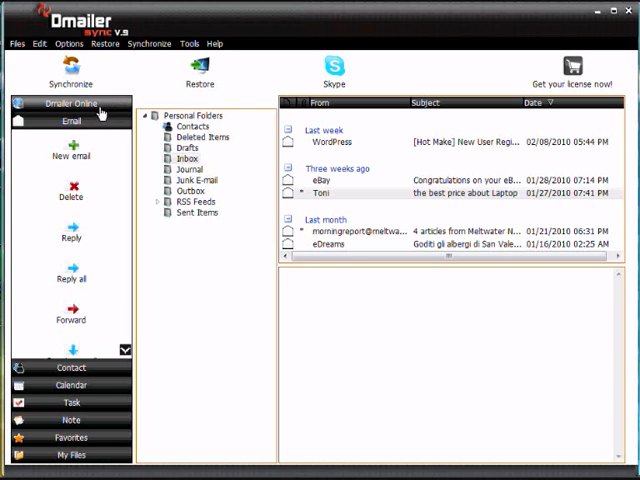 Dmailer
sync v.9
Files Edit Options Restore Synchronize Tools Help
Synchronize Restore Skype Get your license now!
Dmailer Online
Email
New email
Delete
Reply
Reply all
Forward
Contact
Calendar
Task
Note
Favorites
My Files
Personal Folders
Contacts
Deleted Items
Drafts
Inbox
Journal
Junk E-mail
Outbox
RSS Feeds
Sent Items
From Subject Date
Last week
WordPress [Hot Make] New User Regi... 02/08/2010 05:44 PM
Three weeks ago
eBay Congratulations on your eB... 01/28/2010 07:14 PM
Toni the best price about Laptop 01/27/2010 07:41 PM
Last month
morningreport@meltwa... 4 articles from Meltwater N... 01/21/2010 06:31 PM
eDreams Goditi gli albergi di San Vale... 01/16/2010 02:25 AM